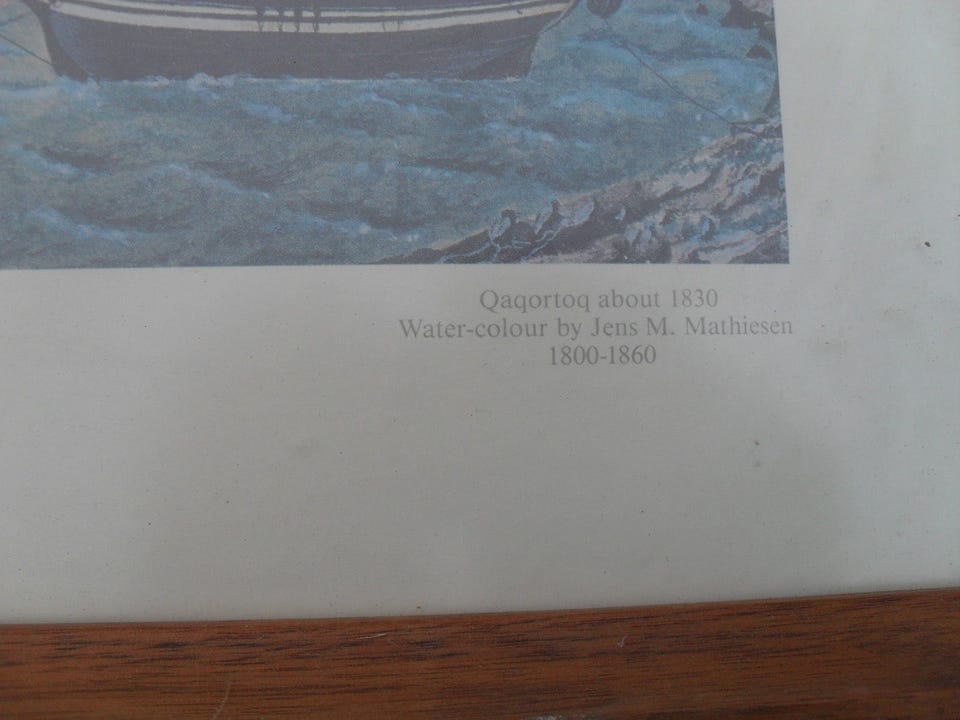 Qaqortoq about 1830
Water-colour by Jens M. Mathiesen
1800-1860